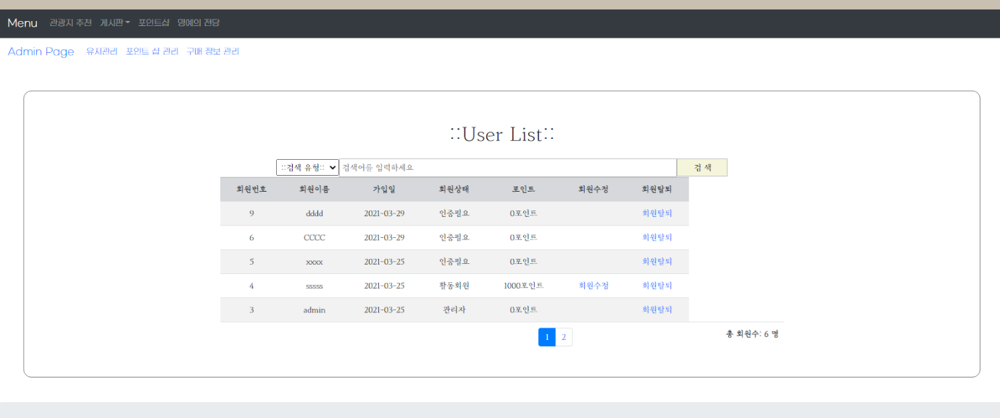 Menu 관광지 추천 게시판 포인트샵 명예의 전당
Admin Page 유저관리 포인트 샵 관리 구매 정보 관리
::User List::
::검색 유형:: 검색어를 입력하세요 검 색
회원번호 회원이름 가입일 회원상태 포인트 회원수정 회원탈퇴
9 dddd 2021-03-29 인증필요 0포인트 회원탈퇴
6 CCCC 2021-03-29 인증필요 0포인트 회원탈퇴
5 xxxx 2021-03-25 인증필요 0포인트 회원탈퇴
4 sssss 2021-03-25 활동회원 1000포인트 회원수정 회원탈퇴
3 admin 2021-03-25 관리자 0포인트 회원탈퇴
1 2 총 회원수: 6 명